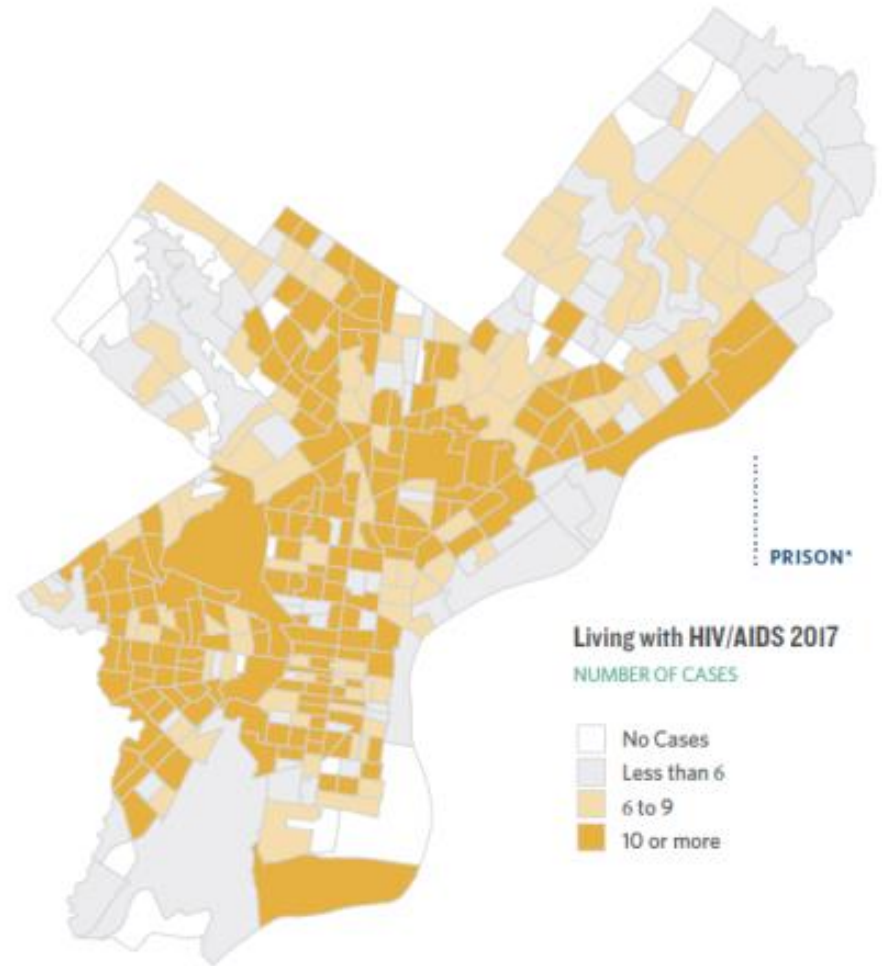 PRISON*
Living with HIV/AIDS 2017
NUMBER OF CASES
No Cases
Less than 6
6 to 9
10 or more